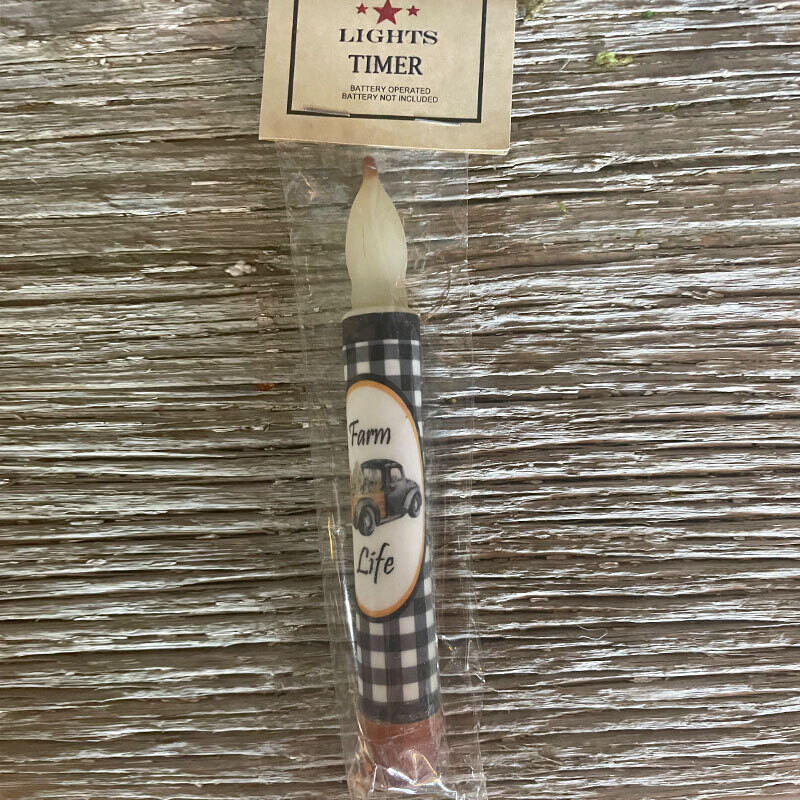 LIGHTS
TIMER
BATTERY OPERATED
BATTERY NOT INCLUDED
Farm
Life